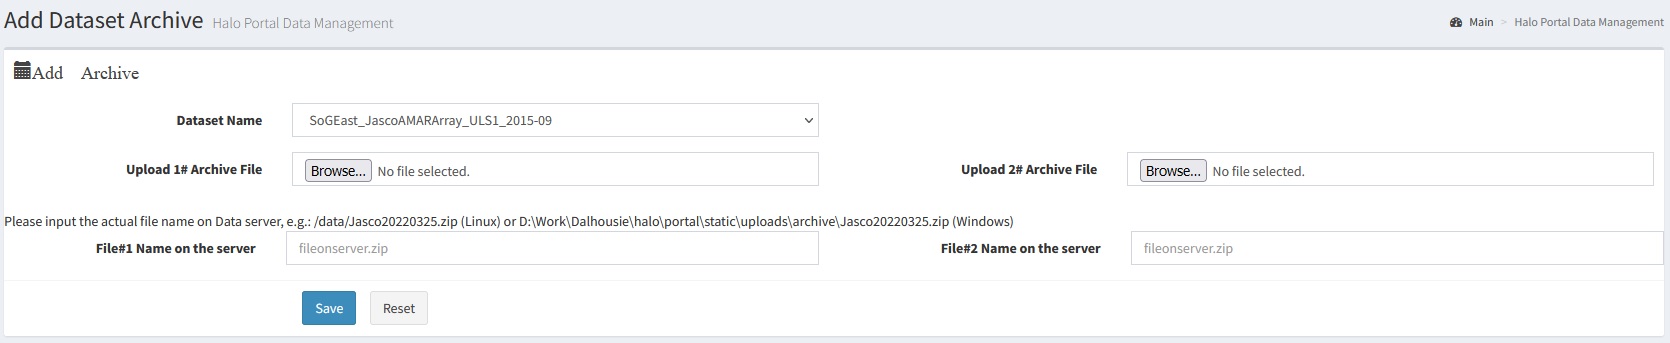 Add Dataset Archive Halo Portal Data Management
Main > Halo Portal Data Management
Add Archive
Dataset Name SoGEast_JascoAMARArray_ULS1_2015-09
Upload 1# Archive File Browse... No file selected. Upload 2# Archive File Browse... No file selected.
Please input the actual file name on Data server, e.g.: /data/Jasco20220325.zip (Linux) or D:\Work\Dalhousie\halo\portal\static\uploads\archive\Jasco20220325.zip (Windows)
File#1 Name on the server fileonserver.zip File#2 Name on the server fileonserver.zip
Save Reset